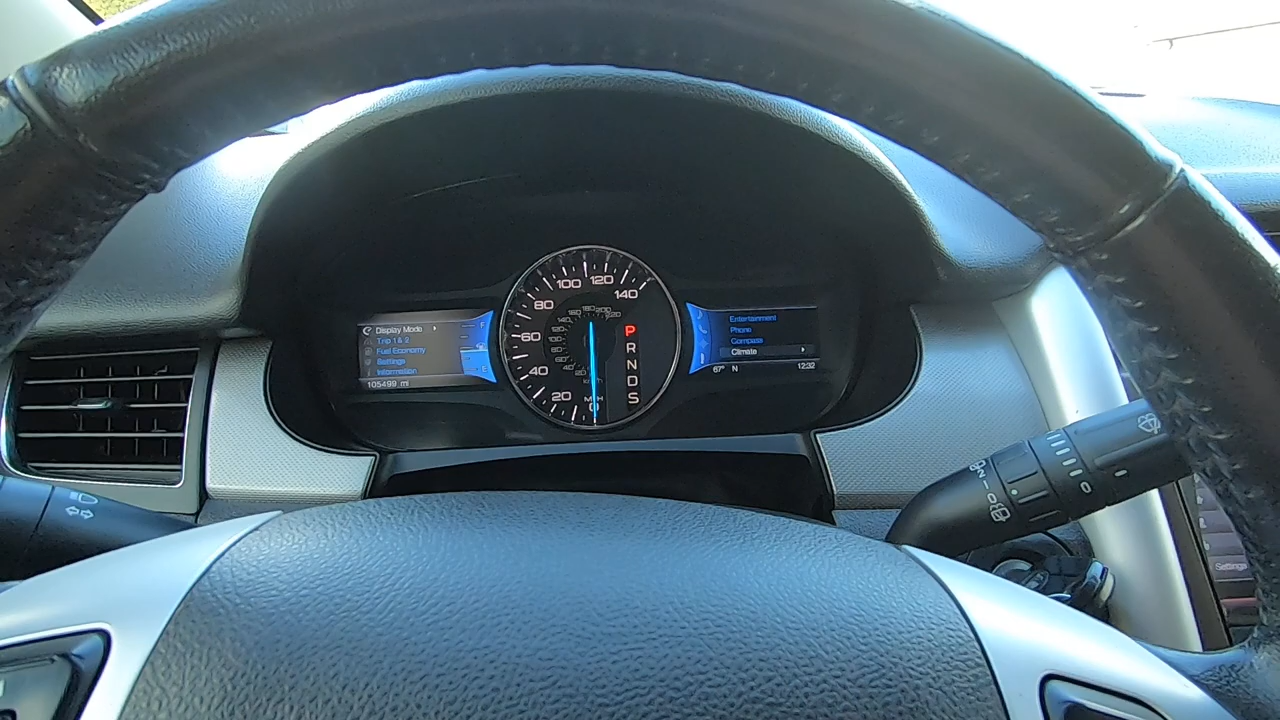 Display Mode
Trip 1 & 2
Fuel Economy
Settings
Information
105499 mi
F
E
0
20
40
60
80
100
120
140
MPH
P
R
N
D
S
Entertainment
Phone
Compass
Climate
67° N
12:32
Settings